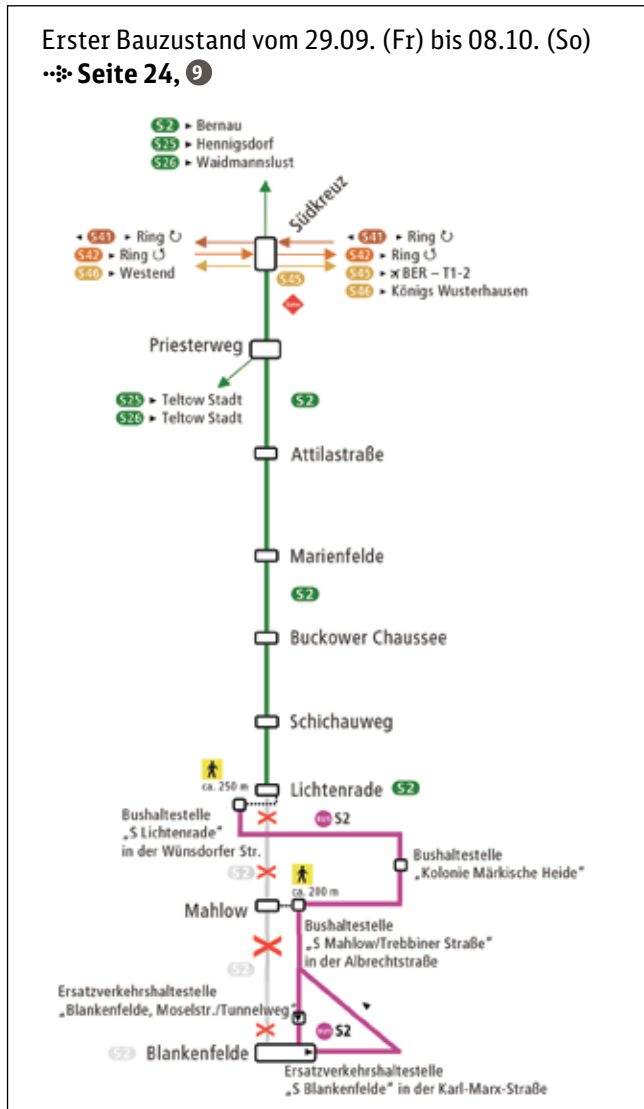 Erster Bauzustand vom 29.09. (Fr) bis 08.10. (So)
Seite 24, 9
S2 ▸ Bernau
S25 ▸ Hennigsdorf
S26 ▸ Waidmannslust
Südkreuz
◂ S41 ▸ Ring ↻
S42 ▸ Ring ↺
S46 ▸ Westend
◂ S41 ▸ Ring ↻
S42 ▸ Ring ↺
S45 ▸ BER – T1-2
S46 ▸ Königs Wusterhausen
S45
Priesterweg
S25 ▸ Teltow Stadt
S26 ▸ Teltow Stadt
S2
Attilastraße
Marienfelde
S2
Buckower Chaussee
Schichauweg
ca. 250 m
Lichtenrade S2
Bushaltestelle
„S Lichtenrade"
in der Wünsdorfer Str.
BUS S2
S2
Bushaltestelle
„Kolonie Märkische Heide"
ca. 200 m
Mahlow
Bushaltestelle
„S Mahlow/Trebbiner Straße"
in der Albrechtstraße
S2
Ersatzverkehrshaltestelle
„Blankenfelde, Moselstr./Tunnelweg"
BUS S2
S2 Blankenfelde
Ersatzverkehrshaltestelle
„S Blankenfelde" in der Karl-Marx-Straße